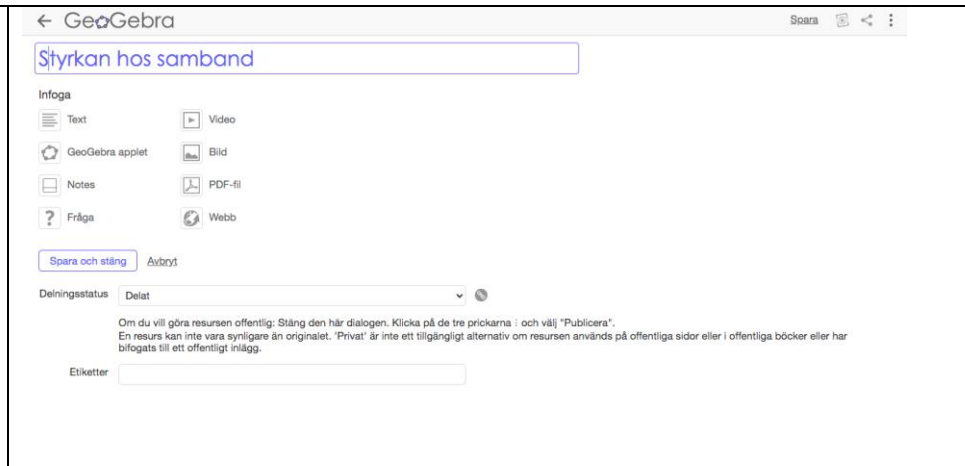 GeoGebra
Spara
Styrkan hos samband
Infoga
Text
Video
GeoGebra applet
Bild
Notes
PDF-fil
? Fråga
Webb
Spara och stäng Avbryt
Delningsstatus Delat
Om du vill göra resursen offentlig: Stäng den här dialogen. Klicka på de tre prickarna ⋮ och välj "Publicera".
En resurs kan inte vara synligare än originalet. 'Privat' är inte ett tillgängligt alternativ om resursen används på offentliga sidor eller i offentliga böcker eller har
bifogats till ett offentligt inlägg.
Etiketter